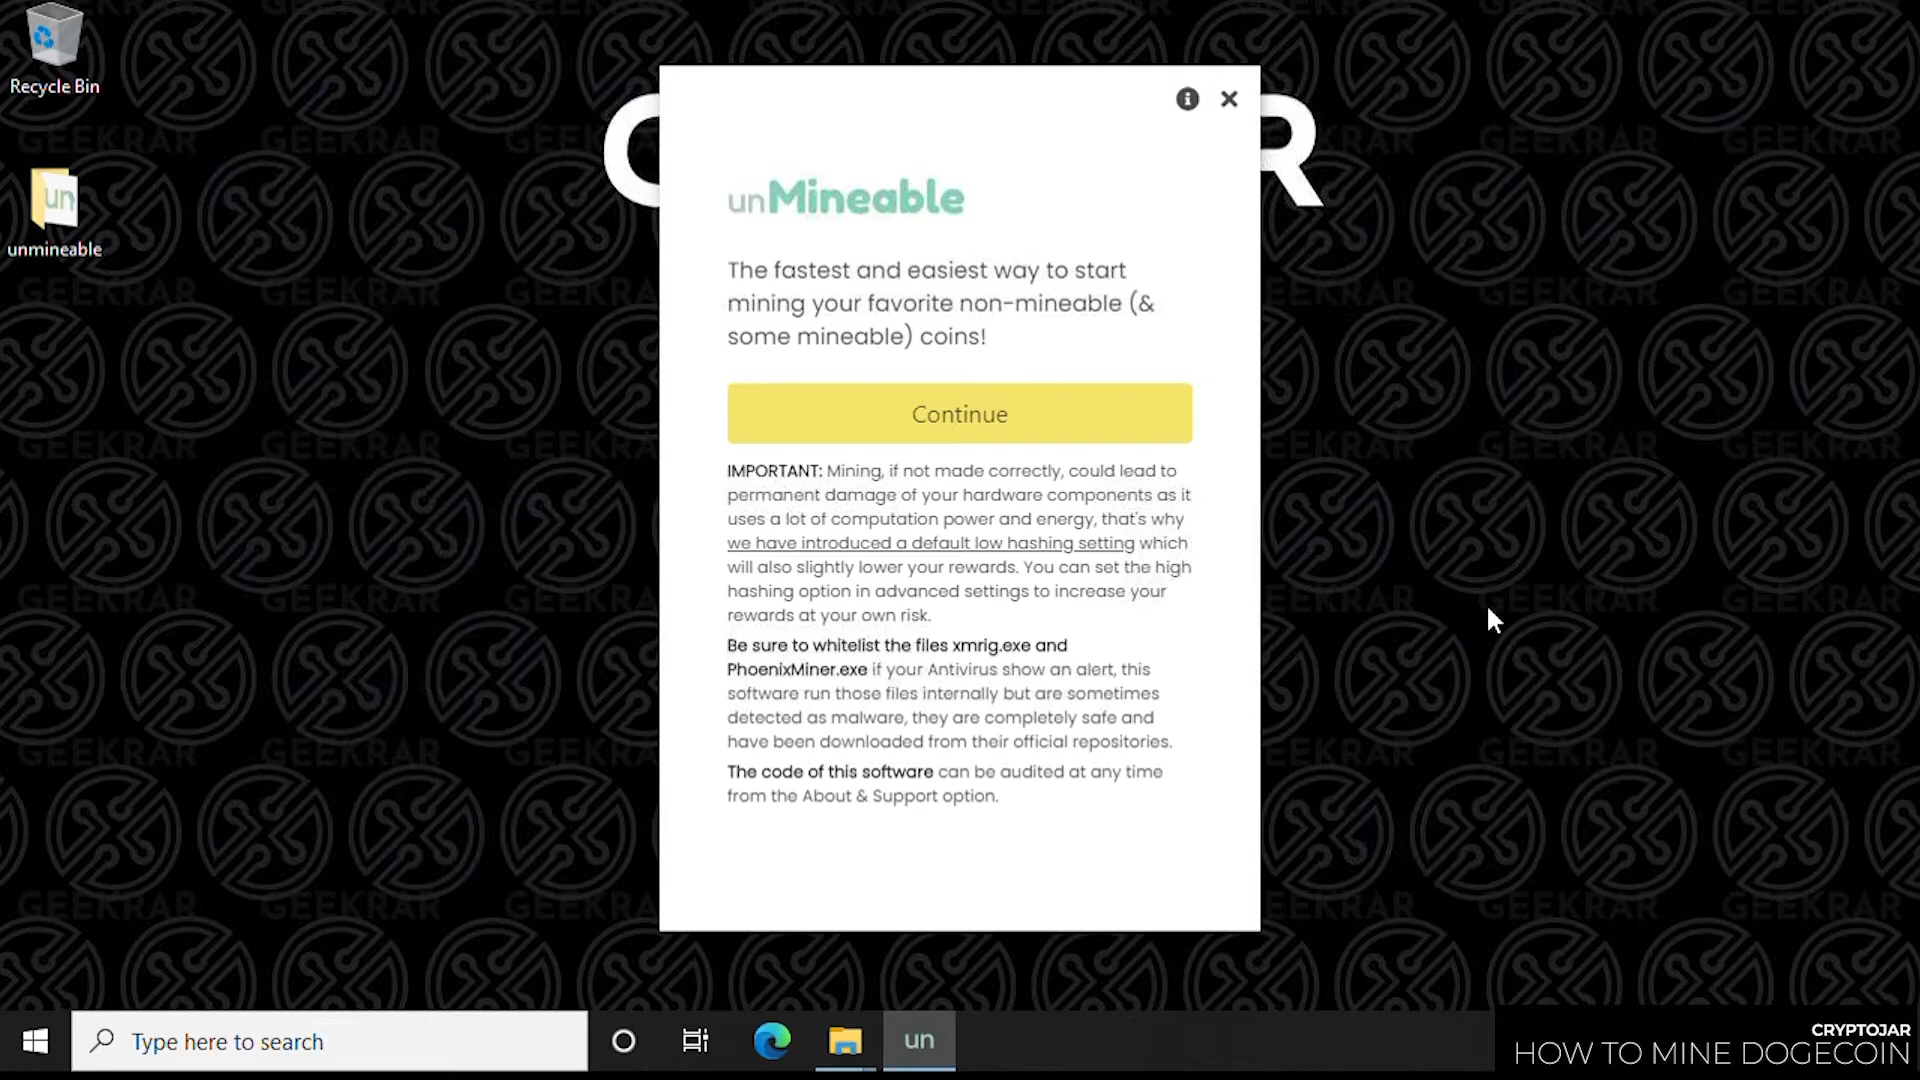 Recycle Bin
unmineable
unMineable
The fastest and easiest way to start
mining your favorite non-mineable (&
some mineable) coins!
Continue
IMPORTANT: Mining, if not made correctly, could lead to
permanent damage of your hardware components as it
uses a lot of computation power and energy, that's why
we have introduced a default low hashing setting which
will also slightly lower your rewards. You can set the high
hashing option in advanced settings to increase your
rewards at your own risk.
Be sure to whitelist the files xmrig.exe and
PhoenixMiner.exe if your Antivirus show an alert, this
software run those files internally but are sometimes
detected as malware, they are completely safe and
have been downloaded from their official repositories.
The code of this software can be audited at any time
from the About & Support option.
GEEKRAR
Type here to search
un
CRYPTOJAR
HOW TO MINE DOGECOIN